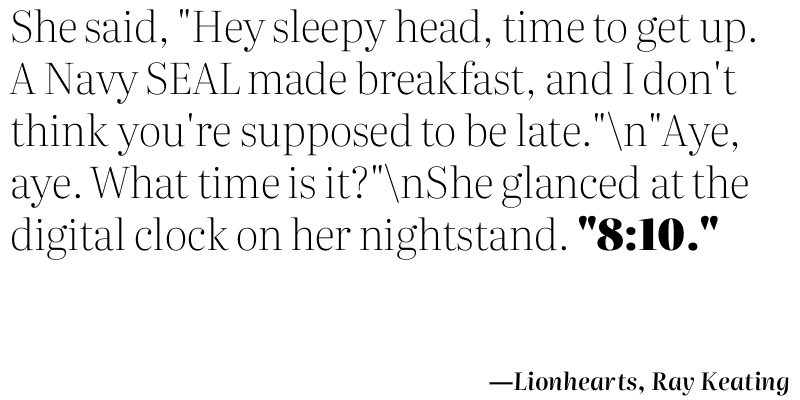 She said, "Hey sleepy head, time to get up.
A Navy SEAL made breakfast, and I don't
think you're supposed to be late."\n"Aye,
aye. What time is it?"\nShe glanced at the
digital clock on her nightstand. "8:10."
—Lionhearts, Ray Keating